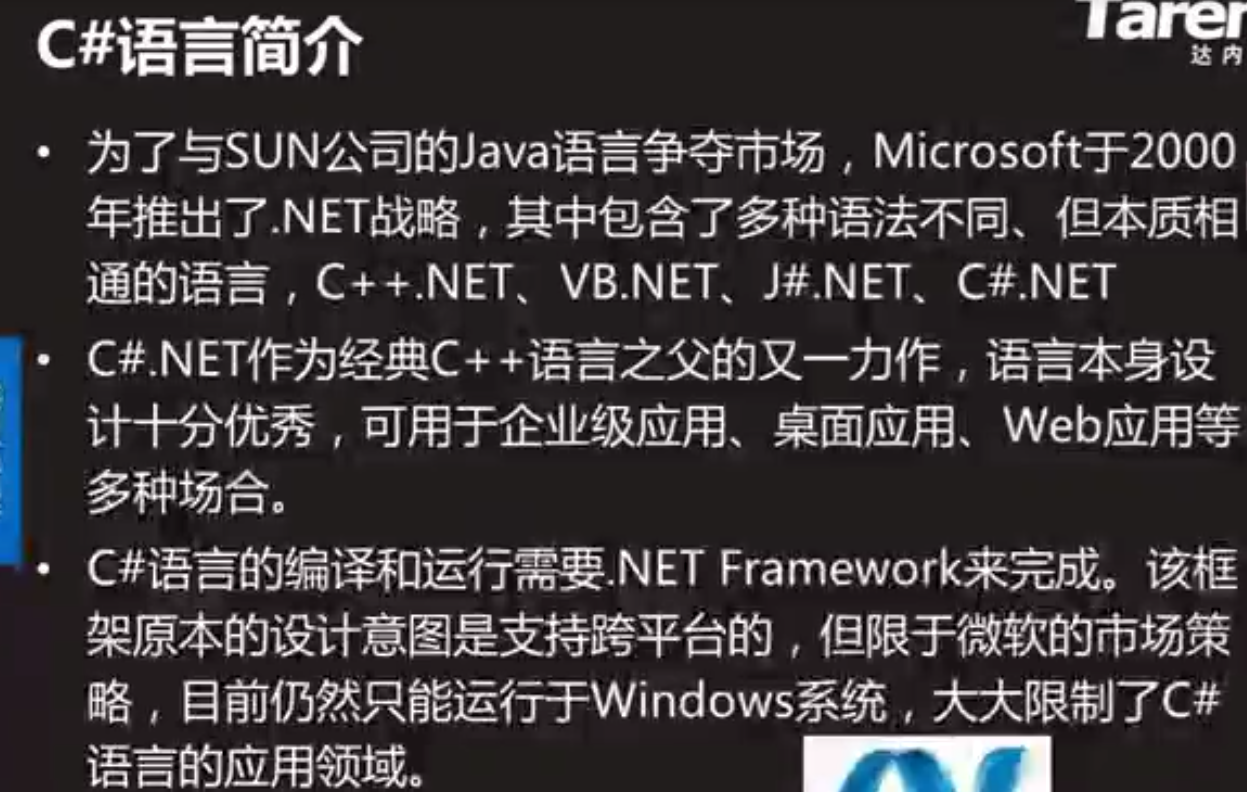 C#语言简介
达内
• 为了与SUN公司的Java语言争夺市场，Microsoft于2000
年推出了.NET战略，其中包含了多种语法不同、但本质相
通的语言，C++.NET、VB.NET、J#.NET、C#.NET
• C#.NET作为经典C++语言之父的又一力作，语言本身设
计十分优秀，可用于企业级应用、桌面应用、Web应用等
多种场合。
• C#语言的编译和运行需要.NET Framework来完成。该框
架原本的设计意图是支持跨平台的，但限于微软的市场策
略，目前仍然只能运行于Windows系统，大大限制了C#
语言的应用领域。